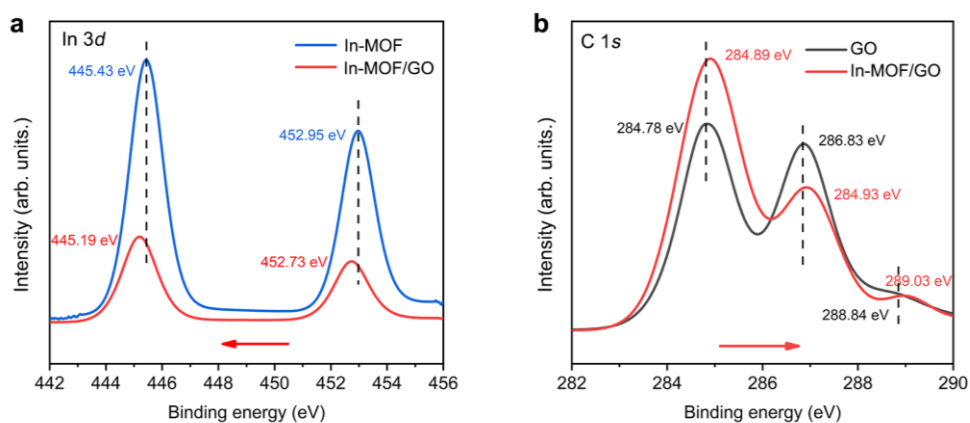 a
In 3d
In-MOF
In-MOF/GO
445.43 eV
452.95 eV
445.19 eV
452.73 eV
Intensity (arb. units.)
442 444 446 448 450 452 454 456
Binding energy (eV)
b
C 1s
GO
In-MOF/GO
284.89 eV
284.78 eV
286.83 eV
284.93 eV
289.03 eV
288.84 eV
Intensity (arb. units.)
282 284 286 288 290
Binding energy (eV)